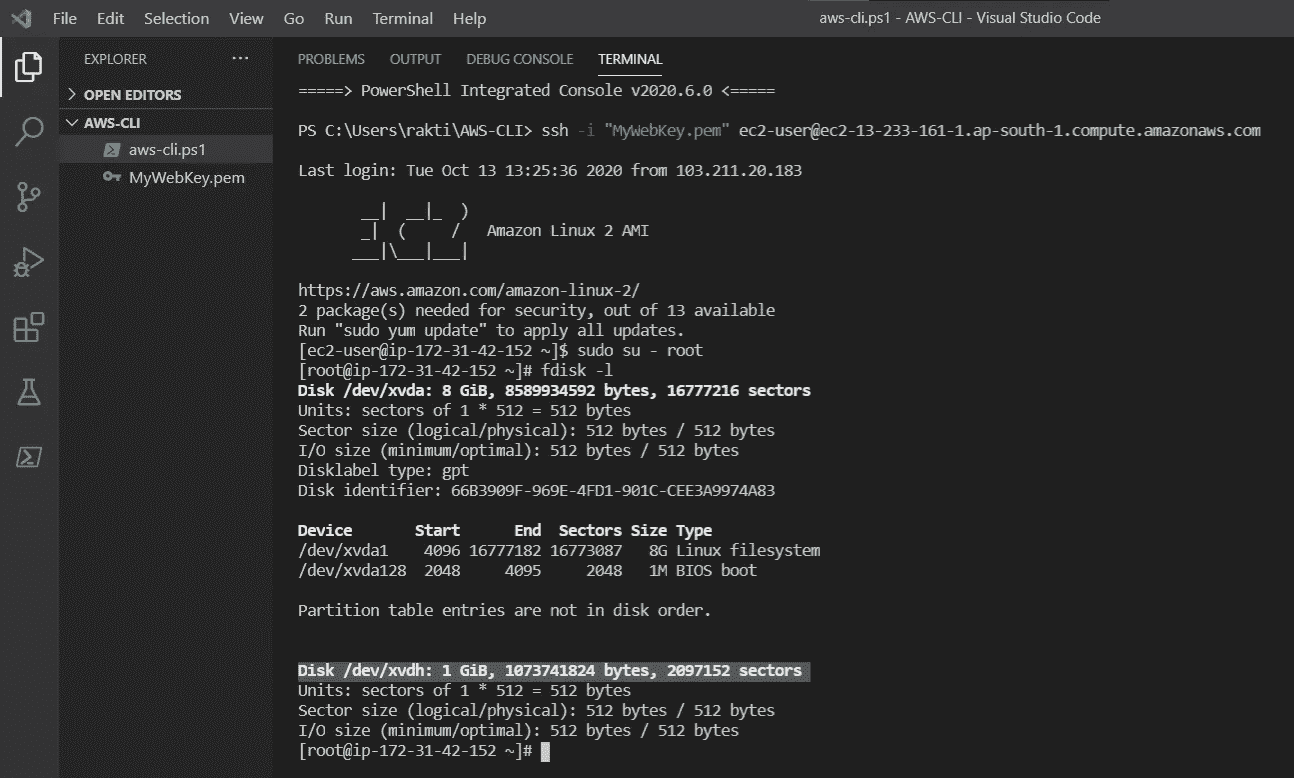 File Edit Selection View Go Run Terminal Help
aws-cli.ps1 - AWS-CLI - Visual Studio Code
EXPLORER ...
OPEN EDITORS
AWS-CLI
aws-cli.ps1
MyWebKey.pem
PROBLEMS OUTPUT DEBUG CONSOLE TERMINAL
=====> PowerShell Integrated Console v2020.6.0 <=====
PS C:\Users\rakti\AWS-CLI> ssh -i "MyWebKey.pem" ec2-user@ec2-13-233-161-1.ap-south-1.compute.amazonaws.com
Last login: Tue Oct 13 13:25:36 2020 from 103.211.20.183
       __|  __|_  )
       _|  (     /   Amazon Linux 2 AMI
      ___|\___|___|
https://aws.amazon.com/amazon-linux-2/
2 package(s) needed for security, out of 13 available
Run "sudo yum update" to apply all updates.
[ec2-user@ip-172-31-42-152 ~]$ sudo su - root
[root@ip-172-31-42-152 ~]# fdisk -l
Disk /dev/xvda: 8 GiB, 8589934592 bytes, 16777216 sectors
Units: sectors of 1 * 512 = 512 bytes
Sector size (logical/physical): 512 bytes / 512 bytes
I/O size (minimum/optimal): 512 bytes / 512 bytes
Disklabel type: gpt
Disk identifier: 66B3909F-969E-4FD1-901C-CEE3A9974A83
Device       Start      End  Sectors Size Type
/dev/xvda1    4096 16777182 16773087   8G Linux filesystem
/dev/xvda128  2048     4095     2048   1M BIOS boot
Partition table entries are not in disk order.
Disk /dev/xvdh: 1 GiB, 1073741824 bytes, 2097152 sectors
Units: sectors of 1 * 512 = 512 bytes
Sector size (logical/physical): 512 bytes / 512 bytes
I/O size (minimum/optimal): 512 bytes / 512 bytes
[root@ip-172-31-42-152 ~]#